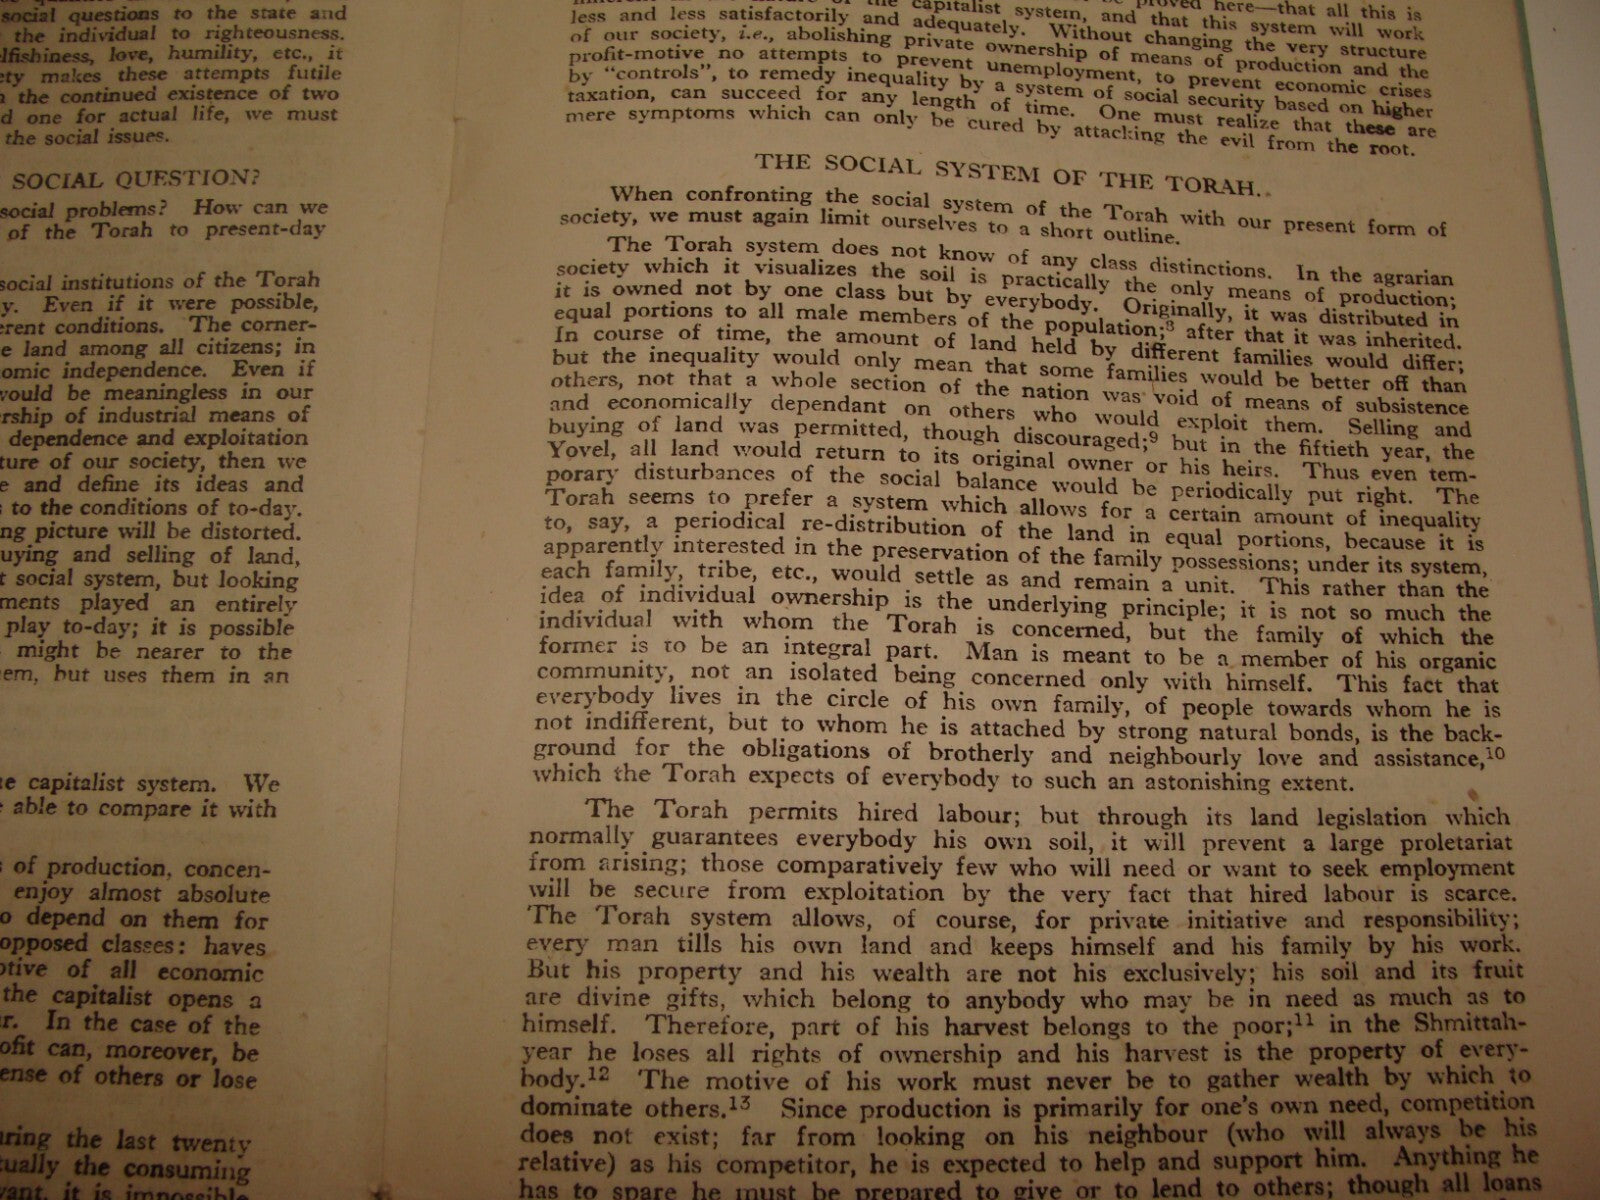 social questions to the state and
the individual to righteousness.
lfishiness, love, humility, etc., it
ety makes these attempts futile
the continued existence of two
d one for actual life, we must
the social issues.
SOCIAL QUESTION?
social problems? How can we
of the Torah to present-day
social institutions of the Torah
y. Even if it were possible,
erent conditions. The corner-
e land among all citizens; in
omic independence. Even if
would be meaningless in our
ership of industrial means of
dependence and exploitation
ture of our society, then we
e and define its ideas and
to the conditions of to-day.
ng picture will be distorted.
uying and selling of land,
t social system, but looking
ments played an entirely
play to-day; it is possible
might be nearer to the
em, but uses them in an
e capitalist system. We
able to compare it with
s of production, concen-
enjoy almost absolute
o depend on them for
opposed classes: haves
otive of all economic
the capitalist opens a
r. In the case of the
ofit can, moreover, be
ense of others or lose
uring the last twenty
tually the consuming
want, it is impossible
proved here—that all this is
inherent in the nature of the capitalist system, and that this system will work
less and less satisfactorily and adequately. Without changing the very structure
of our society, i.e., abolishing private ownership of means of production and the
profit-motive no attempts to prevent unemployment, to prevent economic crises
by "controls", to remedy inequality by a system of social security based on higher
taxation, can succeed for any length of time. One must realize that these are
mere symptoms which can only be cured by attacking the evil from the root.
THE SOCIAL SYSTEM OF THE TORAH.
When confronting the social system of the Torah with our present form of
society, we must again limit ourselves to a short outline.
The Torah system does not know of any class distinctions. In the agrarian
society which it visualizes the soil is practically the only means of production;
it is owned not by one class but by everybody. Originally, it was distributed in
equal portions to all male members of the population;8 after that it was inherited.
In course of time, the amount of land held by different families would differ;
but the inequality would only mean that some families would be better off than
others, not that a whole section of the nation was void of means of subsistence
and economically dependant on others who would exploit them. Selling and
buying of land was permitted, though discouraged;9 but in the fiftieth year, the
Yovel, all land would return to its original owner or his heirs. Thus even tem-
porary disturbances of the social balance would be periodically put right. The
Torah seems to prefer a system which allows for a certain amount of inequality
to, say, a periodical re-distribution of the land in equal portions, because it is
apparently interested in the preservation of the family possessions; under its system,
each family, tribe, etc., would settle as and remain a unit. This rather than the
idea of individual ownership is the underlying principle; it is not so much the
individual with whom the Torah is concerned, but the family of which the
former is to be an integral part. Man is meant to be a member of his organic
community, not an isolated being concerned only with himself. This fact that
everybody lives in the circle of his own family, of people towards whom he is
not indifferent, but to whom he is attached by strong natural bonds, is the back-
ground for the obligations of brotherly and neighbourly love and assistance,10
which the Torah expects of everybody to such an astonishing extent.
The Torah permits hired labour; but through its land legislation which
normally guarantees everybody his own soil, it will prevent a large proletariat
from arising; those comparatively few who will need or want to seek employment
will be secure from exploitation by the very fact that hired labour is scarce.
The Torah system allows, of course, for private initiative and responsibility;
every man tills his own land and keeps himself and his family by his work.
But his property and his wealth are not his exclusively; his soil and its fruit
are divine gifts, which belong to anybody who may be in need as much as to
himself. Therefore, part of his harvest belongs to the poor;11 in the Shmittah-
year he loses all rights of ownership and his harvest is the property of every-
body.12 The motive of his work must never be to gather wealth by which to
dominate others.13 Since production is primarily for one's own need, competition
does not exist; far from looking on his neighbour (who will always be his
relative) as his competitor, he is expected to help and support him. Anything he
has to spare he must be prepared to give or to lend to others; though all loans